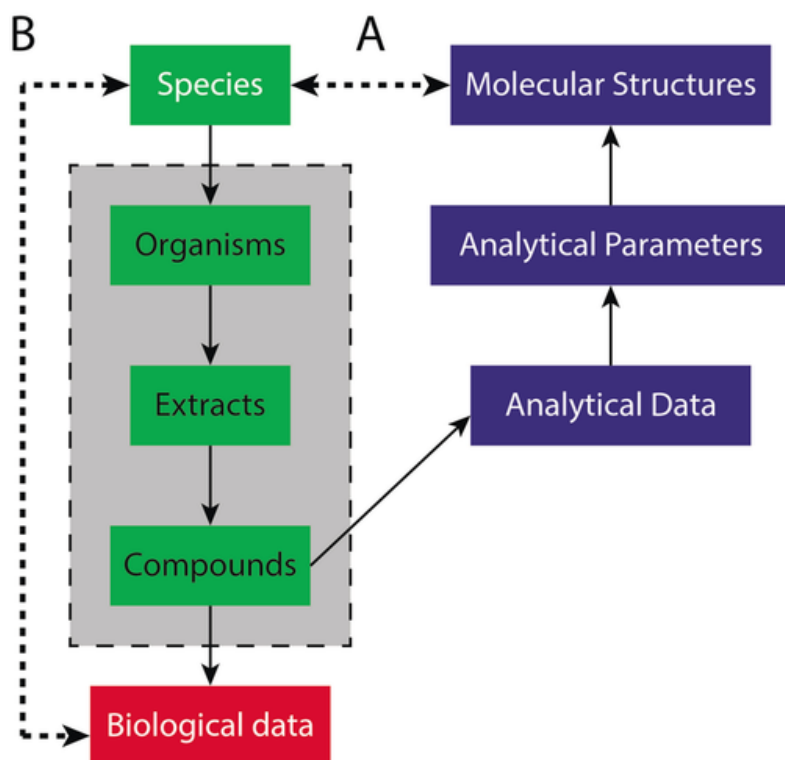 B
A
Species
Molecular Structures
Organisms
Analytical Parameters
Extracts
Analytical Data
Compounds
Biological data